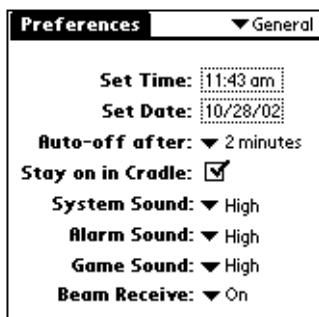 Preferences ▼ General
Set Time: 11:43 am
Set Date: 10/28/02
Auto-off after: ▼ 2 minutes
Stay on in Cradle: ☑
System Sound: ▼ High
Alarm Sound: ▼ High
Game Sound: ▼ High
Beam Receive: ▼ On